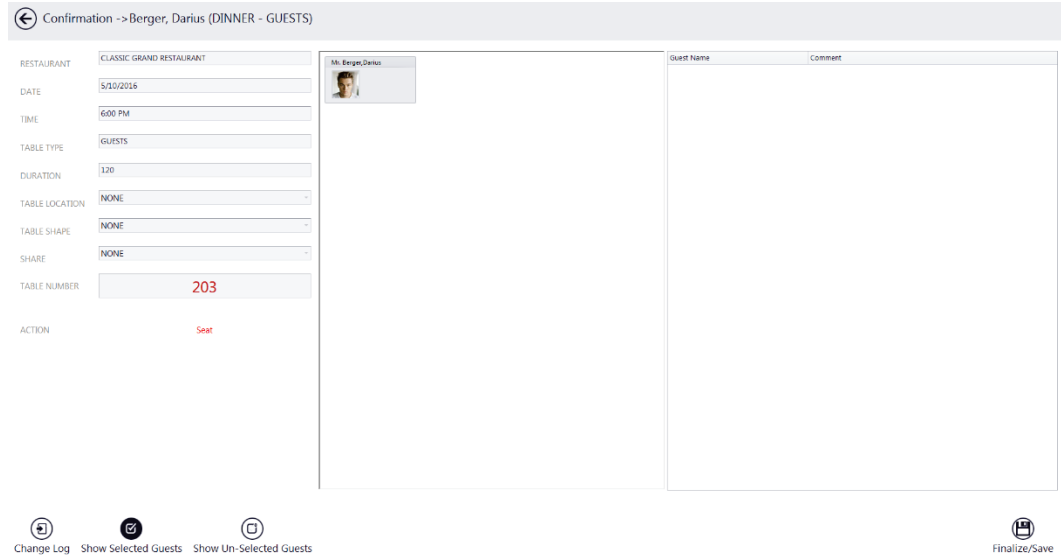 Confirmation ->Berger, Darius (DINNER - GUESTS)
RESTAURANT CLASSIC GRAND RESTAURANT
DATE 5/10/2016
TIME 6:00 PM
TABLE TYPE GUESTS
DURATION 120
TABLE LOCATION NONE
TABLE SHAPE NONE
SHARE NONE
TABLE NUMBER 203
ACTION Seat
Mr. Berger,Darius
Guest Name Comment
Change Log Show Selected Guests Show Un-Selected Guests Finalize/Save